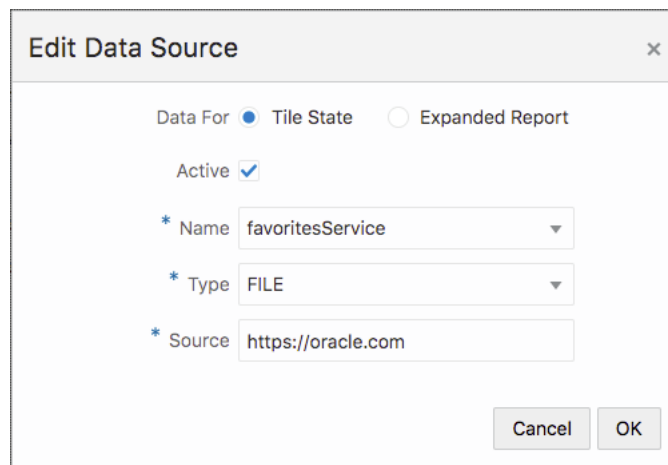 Edit Data Source ×
Data For Tile State Expanded Report
Active
* Name favoritesService
* Type FILE
* Source https://oracle.com
Cancel OK